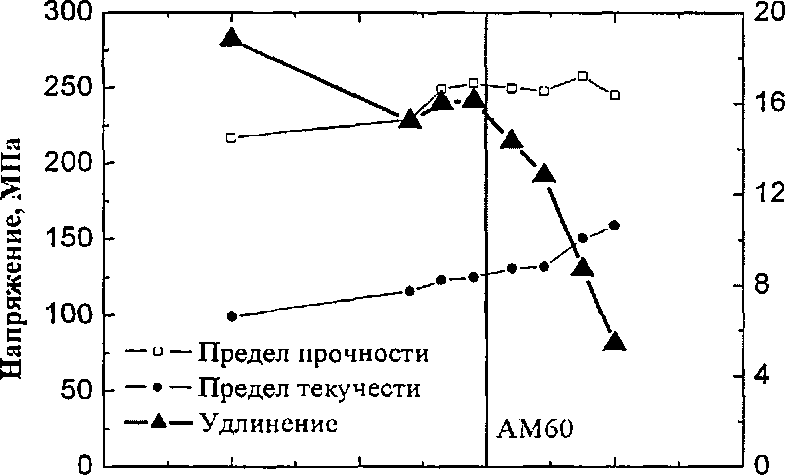 300
250
200
150
100
50
0
Напряжение, МПа
20
16
12
8
4
0
Предел прочности
Предел текучести
Удлинение
АМ60